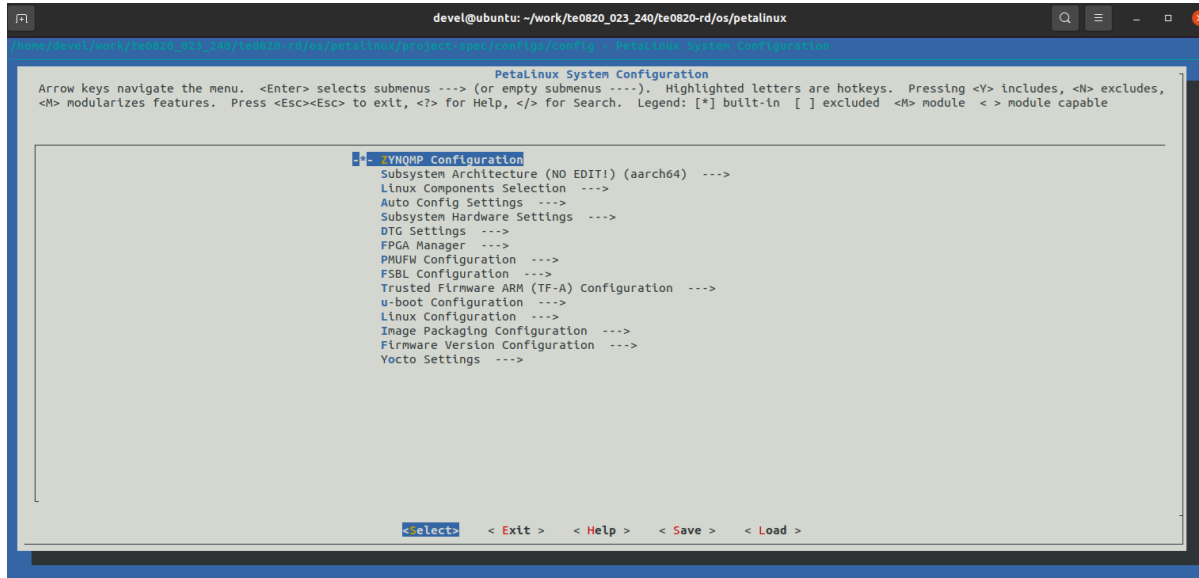 devel@ubuntu: ~/work/te0820_023_240/te0820-rd/os/petalinux
/home/devel/work/te0820_023_240/te0820-rd/os/petalinux/project-spec/configs/config - PetaLinux System Configuration
PetaLinux System Configuration
Arrow keys navigate the menu.  <Enter> selects submenus ---> (or empty submenus ----).  Highlighted letters are hotkeys.  Pressing <Y> includes, <N> excludes,
<M> modularizes features.  Press <Esc><Esc> to exit, <?> for Help, </> for Search.  Legend: [*] built-in  [ ] excluded  <M> module  < > module capable
-*- ZYNQMP Configuration
Subsystem Architecture (NO EDIT!) (aarch64)  --->
Linux Components Selection  --->
Auto Config Settings  --->
Subsystem Hardware Settings  --->
DTG Settings  --->
FPGA Manager  --->
PMUFW Configuration  --->
FSBL Configuration  --->
Trusted Firmware ARM (TF-A) Configuration  --->
u-boot Configuration  --->
Linux Configuration  --->
Image Packaging Configuration  --->
Firmware Version Configuration  --->
Yocto Settings  --->
<Select>    < Exit >    < Help >    < Save >    < Load >